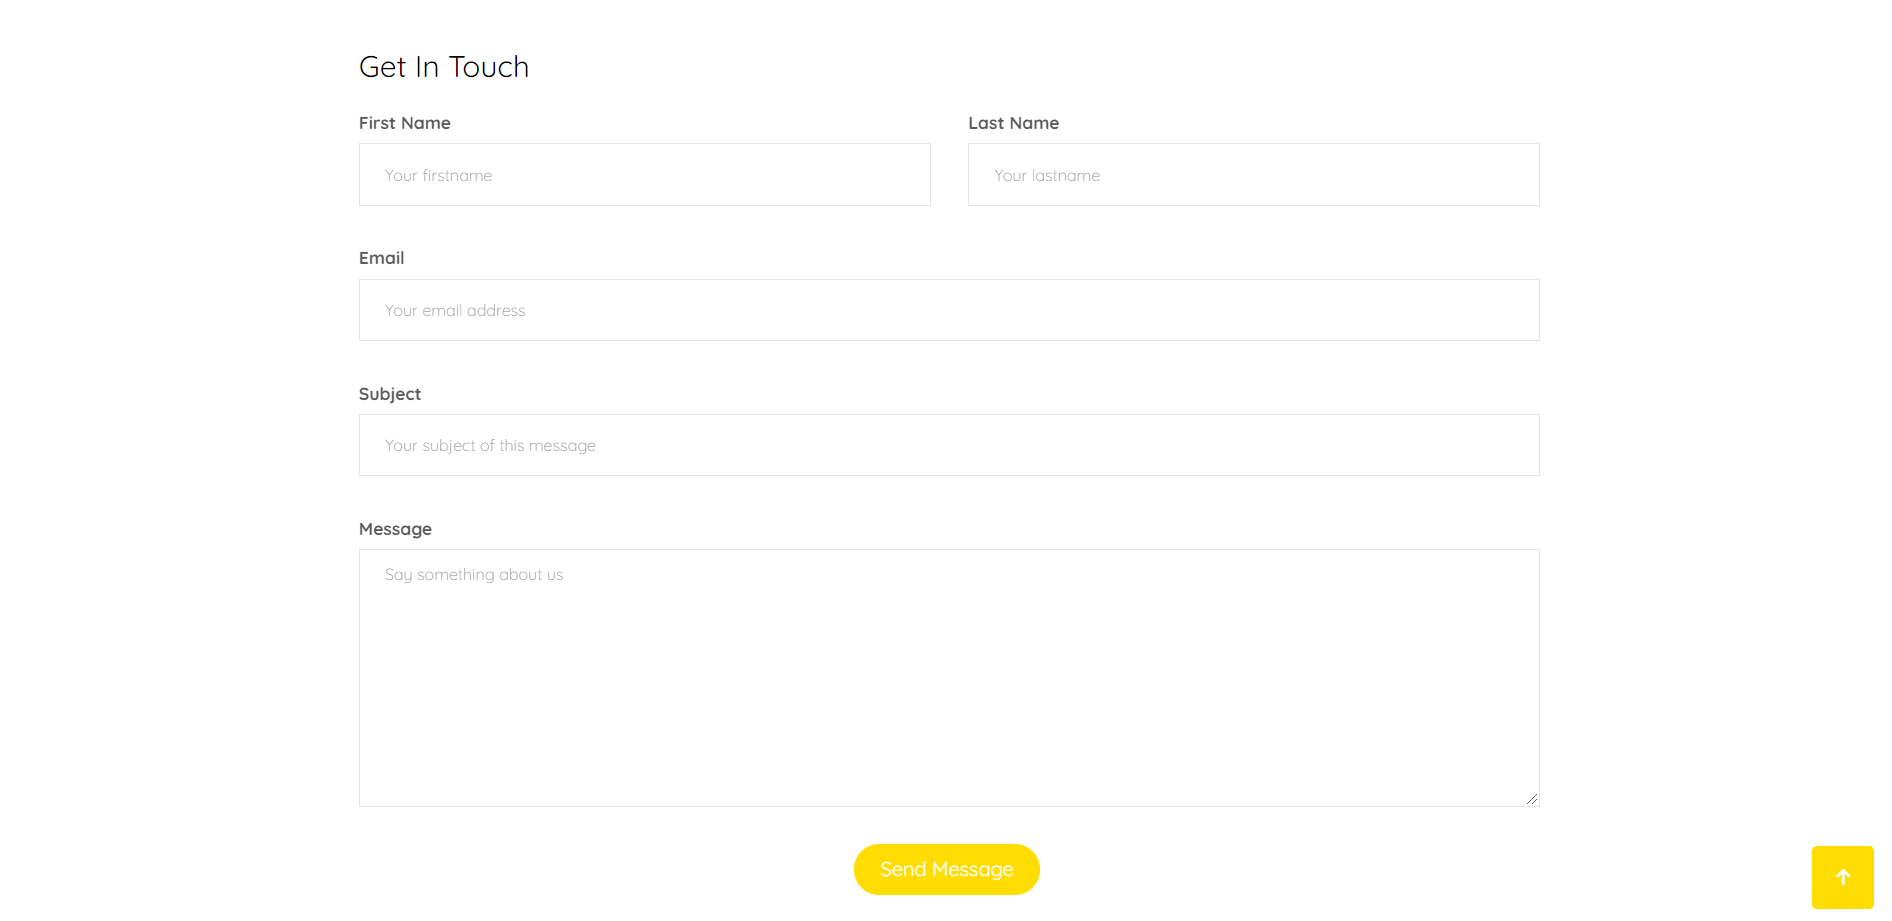 Get In Touch
First Name
Last Name
Your firstname
Your lastname
Email
Your email address
Subject
Your subject of this message
Message
Say something about us
Send Message